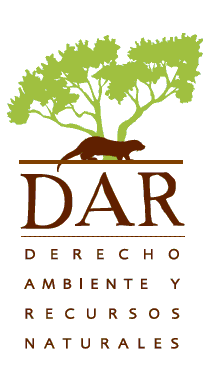 DAR
DERECHO
AMBIENTE Y
RECURSOS
NATURALES